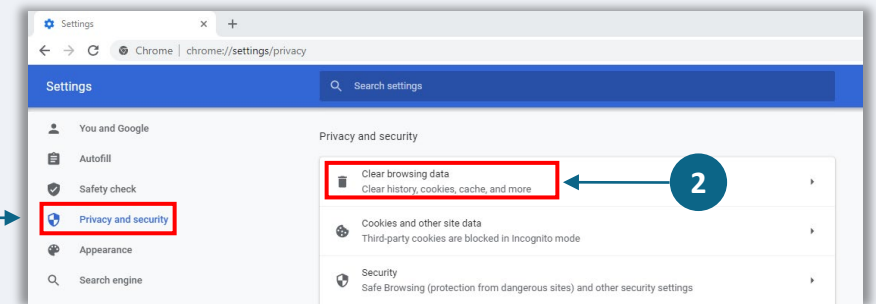 Settings
Chrome | chrome://settings/privacy
Settings
Search settings
You and Google
Autofill
Safety check
Privacy and security
Appearance
Search engine
Privacy and security
Clear browsing data
Clear history, cookies, cache, and more
2
Cookies and other site data
Third-party cookies are blocked in Incognito mode
Security
Safe Browsing (protection from dangerous sites) and other security settings